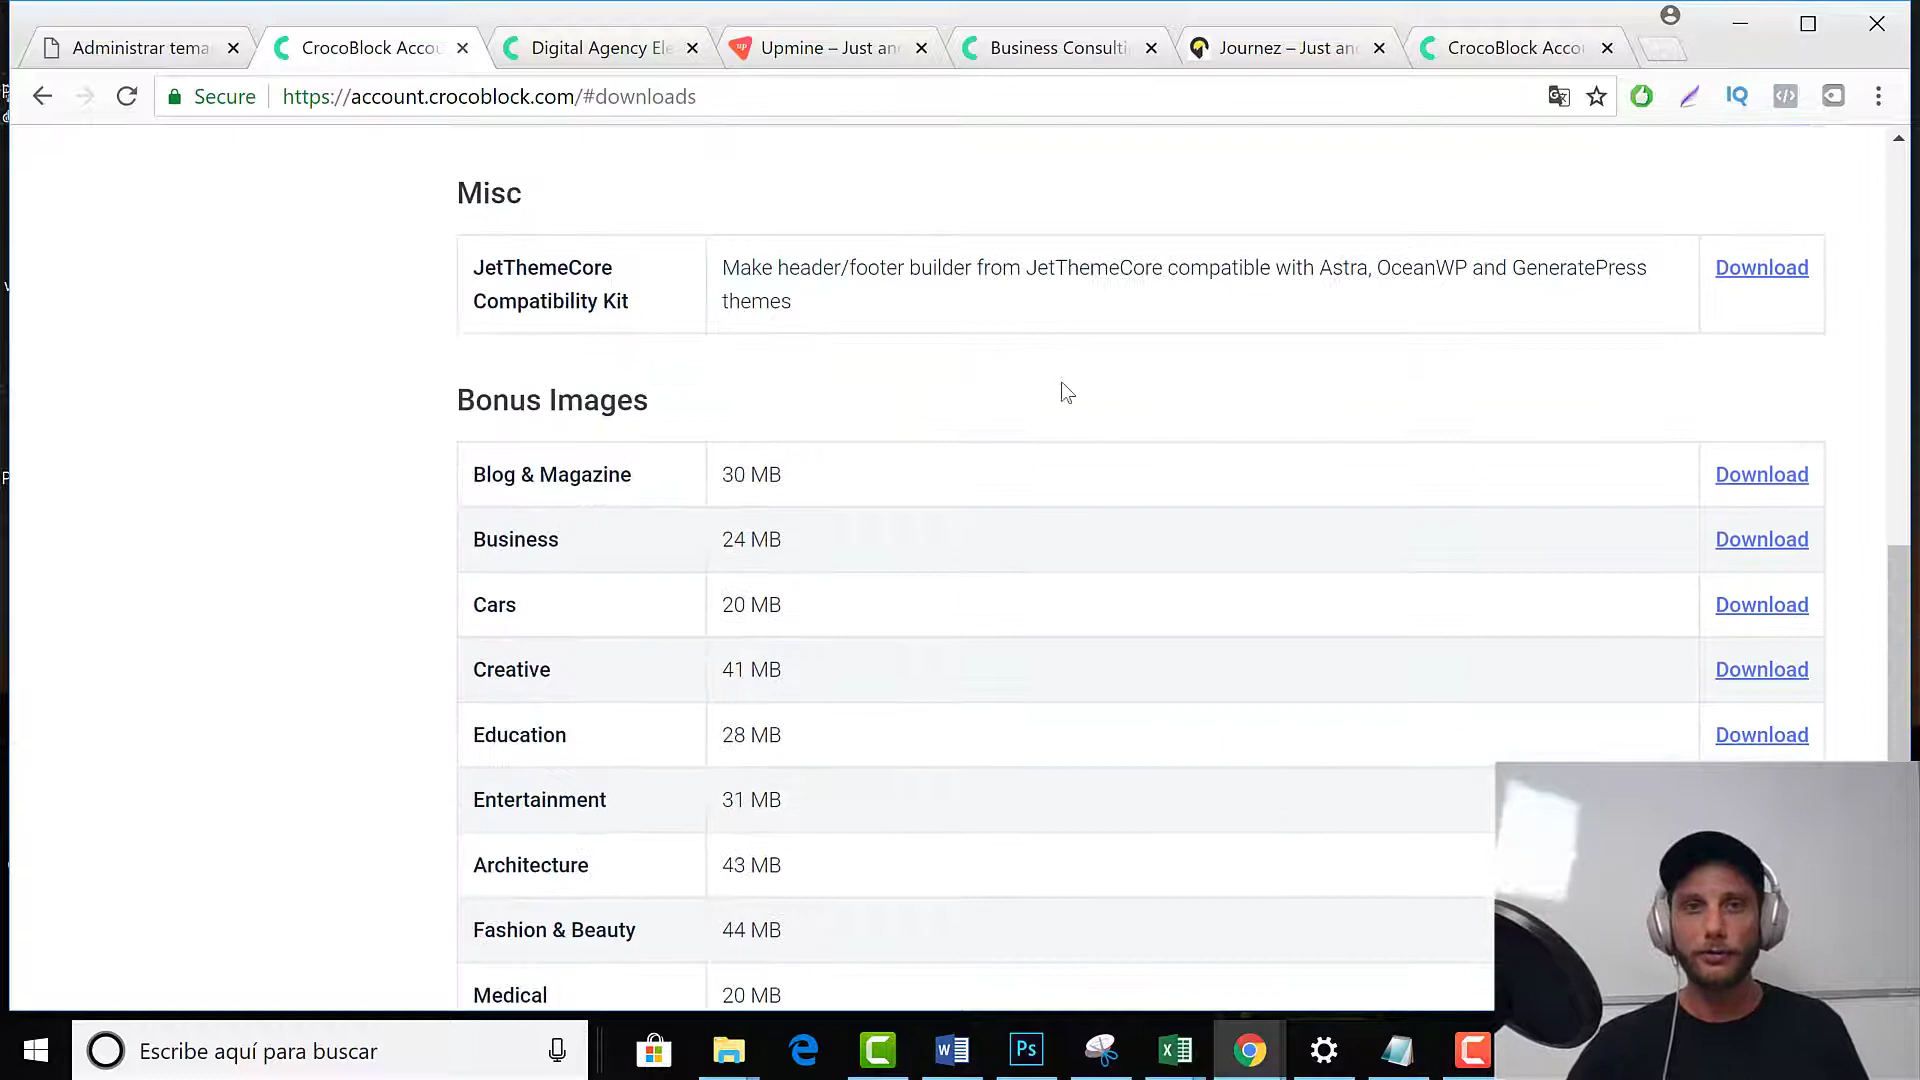 Administrar tema
CrocoBlock Accou
Digital Agency Ele
Upmine – Just an
Business Consulti
Journez – Just an
CrocoBlock Acco
Secure
https://account.crocoblock.com/#downloads
IQ
Misc
JetThemeCore
Compatibility Kit
Make header/footer builder from JetThemeCore compatible with Astra, OceanWP and GeneratePress
themes
Download
Bonus Images
Blog & Magazine 30 MB Download
Business 24 MB Download
Cars 20 MB Download
Creative 41 MB Download
Education 28 MB Download
Entertainment 31 MB
Architecture 43 MB
Fashion & Beauty 44 MB
Medical 20 MB
Escribe aquí para buscar
Ps